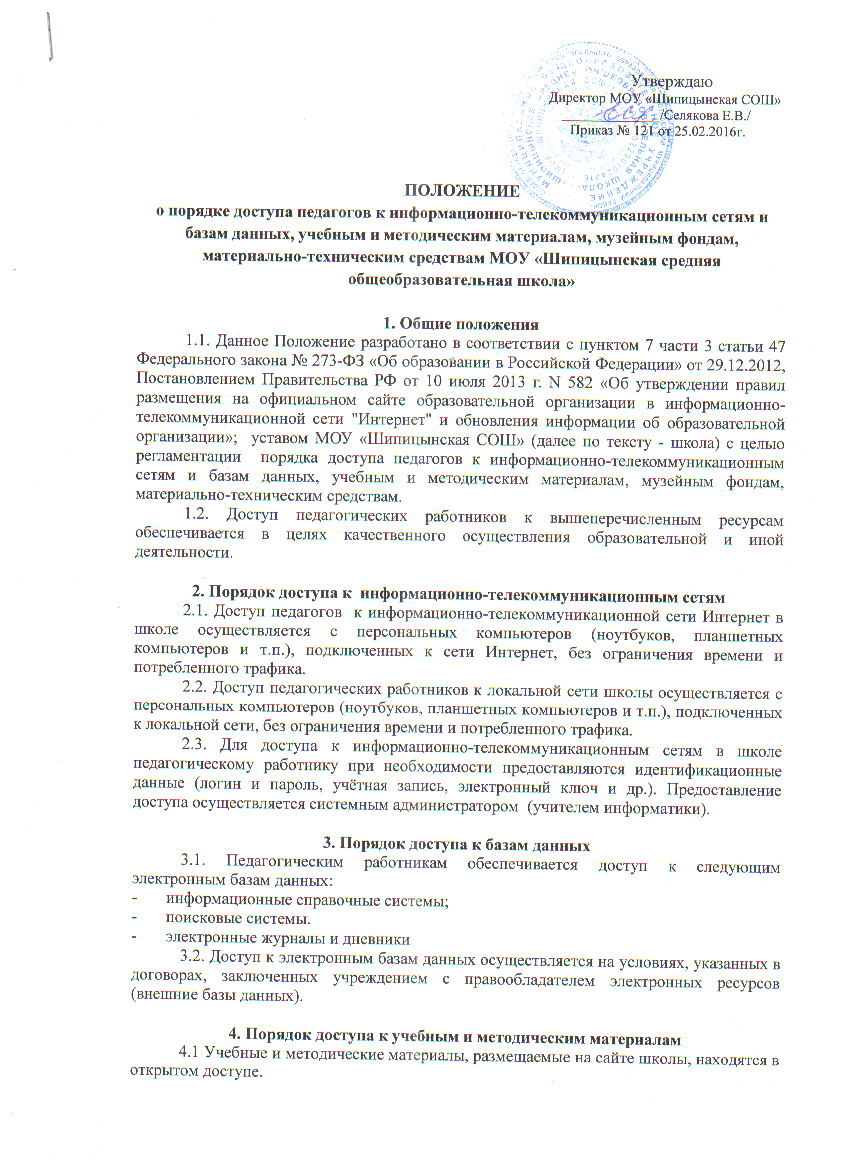 Утверждаю
Директор МОУ «Шипицынская СОШ»
/Селякова Е.В./
Приказ № 121 от 25.02.2016г.
ПОЛОЖЕНИЕ
о порядке доступа педагогов к информационно-телекоммуникационным сетям и
базам данных, учебным и методическим материалам, музейным фондам,
материально-техническим средствам МОУ «Шипицынская средняя
общеобразовательная школа»
1. Общие положения
1.1. Данное Положение разработано в соответствии с пунктом 7 части 3 статьи 47
Федерального закона № 273-ФЗ «Об образовании в Российской Федерации» от 29.12.2012,
Постановлением Правительства РФ от 10 июля 2013 г. N 582 «Об утверждении правил
размещения на официальном сайте образовательной организации в информационно-
телекоммуникационной сети "Интернет" и обновления информации об образовательной
организации»; уставом МОУ «Шипицынская СОШ» (далее по тексту - школа) с целью
регламентации порядка доступа педагогов к информационно-телекоммуникационным
сетям и базам данных, учебным и методическим материалам, музейным фондам,
материально-техническим средствам.
1.2. Доступ педагогических работников к вышеперечисленным ресурсам
обеспечивается в целях качественного осуществления образовательной и иной
деятельности.
2. Порядок доступа к информационно-телекоммуникационным сетям
2.1. Доступ педагогов к информационно-телекоммуникационной сети Интернет в
школе осуществляется с персональных компьютеров (ноутбуков, планшетных
компьютеров и т.п.), подключенных к сети Интернет, без ограничения времени и
потребленного трафика.
2.2. Доступ педагогических работников к локальной сети школы осуществляется с
персональных компьютеров (ноутбуков, планшетных компьютеров и т.п.), подключенных
к локальной сети, без ограничения времени и потребленного трафика.
2.3. Для доступа к информационно-телекоммуникационным сетям в школе
педагогическому работнику при необходимости предоставляются идентификационные
данные (логин и пароль, учётная запись, электронный ключ и др.). Предоставление
доступа осуществляется системным администратором (учителем информатики).
3. Порядок доступа к базам данных
3.1. Педагогическим работникам обеспечивается доступ к следующим
электронным базам данных:
- информационные справочные системы;
- поисковые системы.
- электронные журналы и дневники
3.2. Доступ к электронным базам данных осуществляется на условиях, указанных в
договорах, заключенных учреждением с правообладателем электронных ресурсов
(внешние базы данных).
4. Порядок доступа к учебным и методическим материалам
4.1 Учебные и методические материалы, размещаемые на сайте школы, находятся в
открытом доступе.